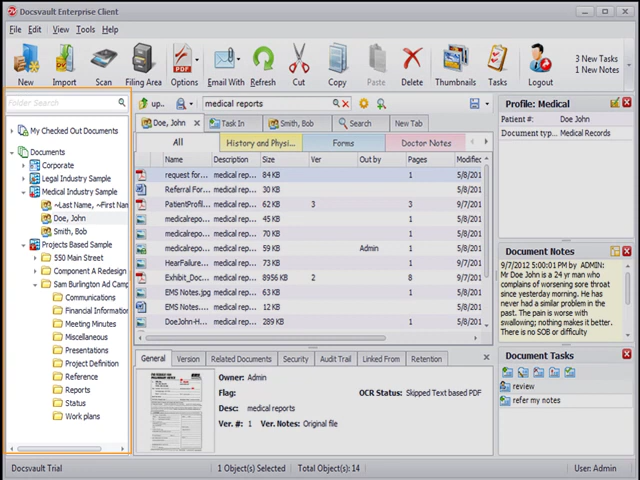 Docsvault Enterprise Client
File Edit View Tools Help
New Import Scan Filing Area Options Email With Refresh Cut Copy Paste Delete Thumbnails Tasks Logout
3 New Tasks
1 New Notes
Folder Search
My Checked Out Documents
Documents
Corporate
Legal Industry Sample
Medical Industry Sample
~Last Name, ~First Nan
Doe, John
Smith, Bob
Projects Based Sample
550 Main Street
Component A Redesign
Sam Burlington Ad Camp
Communications
Financial Informatio
Meeting Minutes
Miscellaneous
Presentations
Project Definition
Reference
Reports
Status
Work plans
up.. medical reports
Doe, John Task In Smith, Bob Search New Tab
All History and Physi... Forms Doctor Notes
Name Description Size Ver Out by Pages Modified
request for... medical rep... 84 KB 1 5/8/201
Referral For... medical rep... 30 KB 5/8/201
PatientProfil... medical rep... 62 KB 3 3 9/7/201
medicalrepo... medical rep... 45 KB 1 5/8/201
medicalrepo... medical rep... 70 KB 1 5/8/201
medicalrepo... medical rep... 59 KB Admin 1 5/8/201
HearFailure... medical rep... 73 KB 1 5/8/201
Exhibit_Doc... medical rep... 8956 KB 2 8 9/7/201
EMS Notes.jpg medical rep... 63 KB 1 5/8/201
EMS Notes.... medical rep... 12 KB 5/8/201
DoeJohn-H... medical rep... 289 KB 1 5/8/201
General Version Related Documents Security Audit Trail Linked From Retention
Owner: Admin
Flag: OCR Status: Skipped Text based PDF
Desc: medical reports
Ver. #: 1 Ver. Notes: Original file
Profile: Medical
Patient #:
Document typ... Medical Records
Document Notes
9/7/2012 5:00:01 PM by ADMIN:
Mr Doe John is a 24 yr man who
complains of worsening sore throat
since yesterday morning. He has
never had a similar problem in the
past. The pain is worse with
swallowing; nothing makes it better.
There is no SOB or difficulty
Document Tasks
review
refer my notes
Docsvault Trial 1 Object(s) Selected Total Object(s): 14 User: Admin